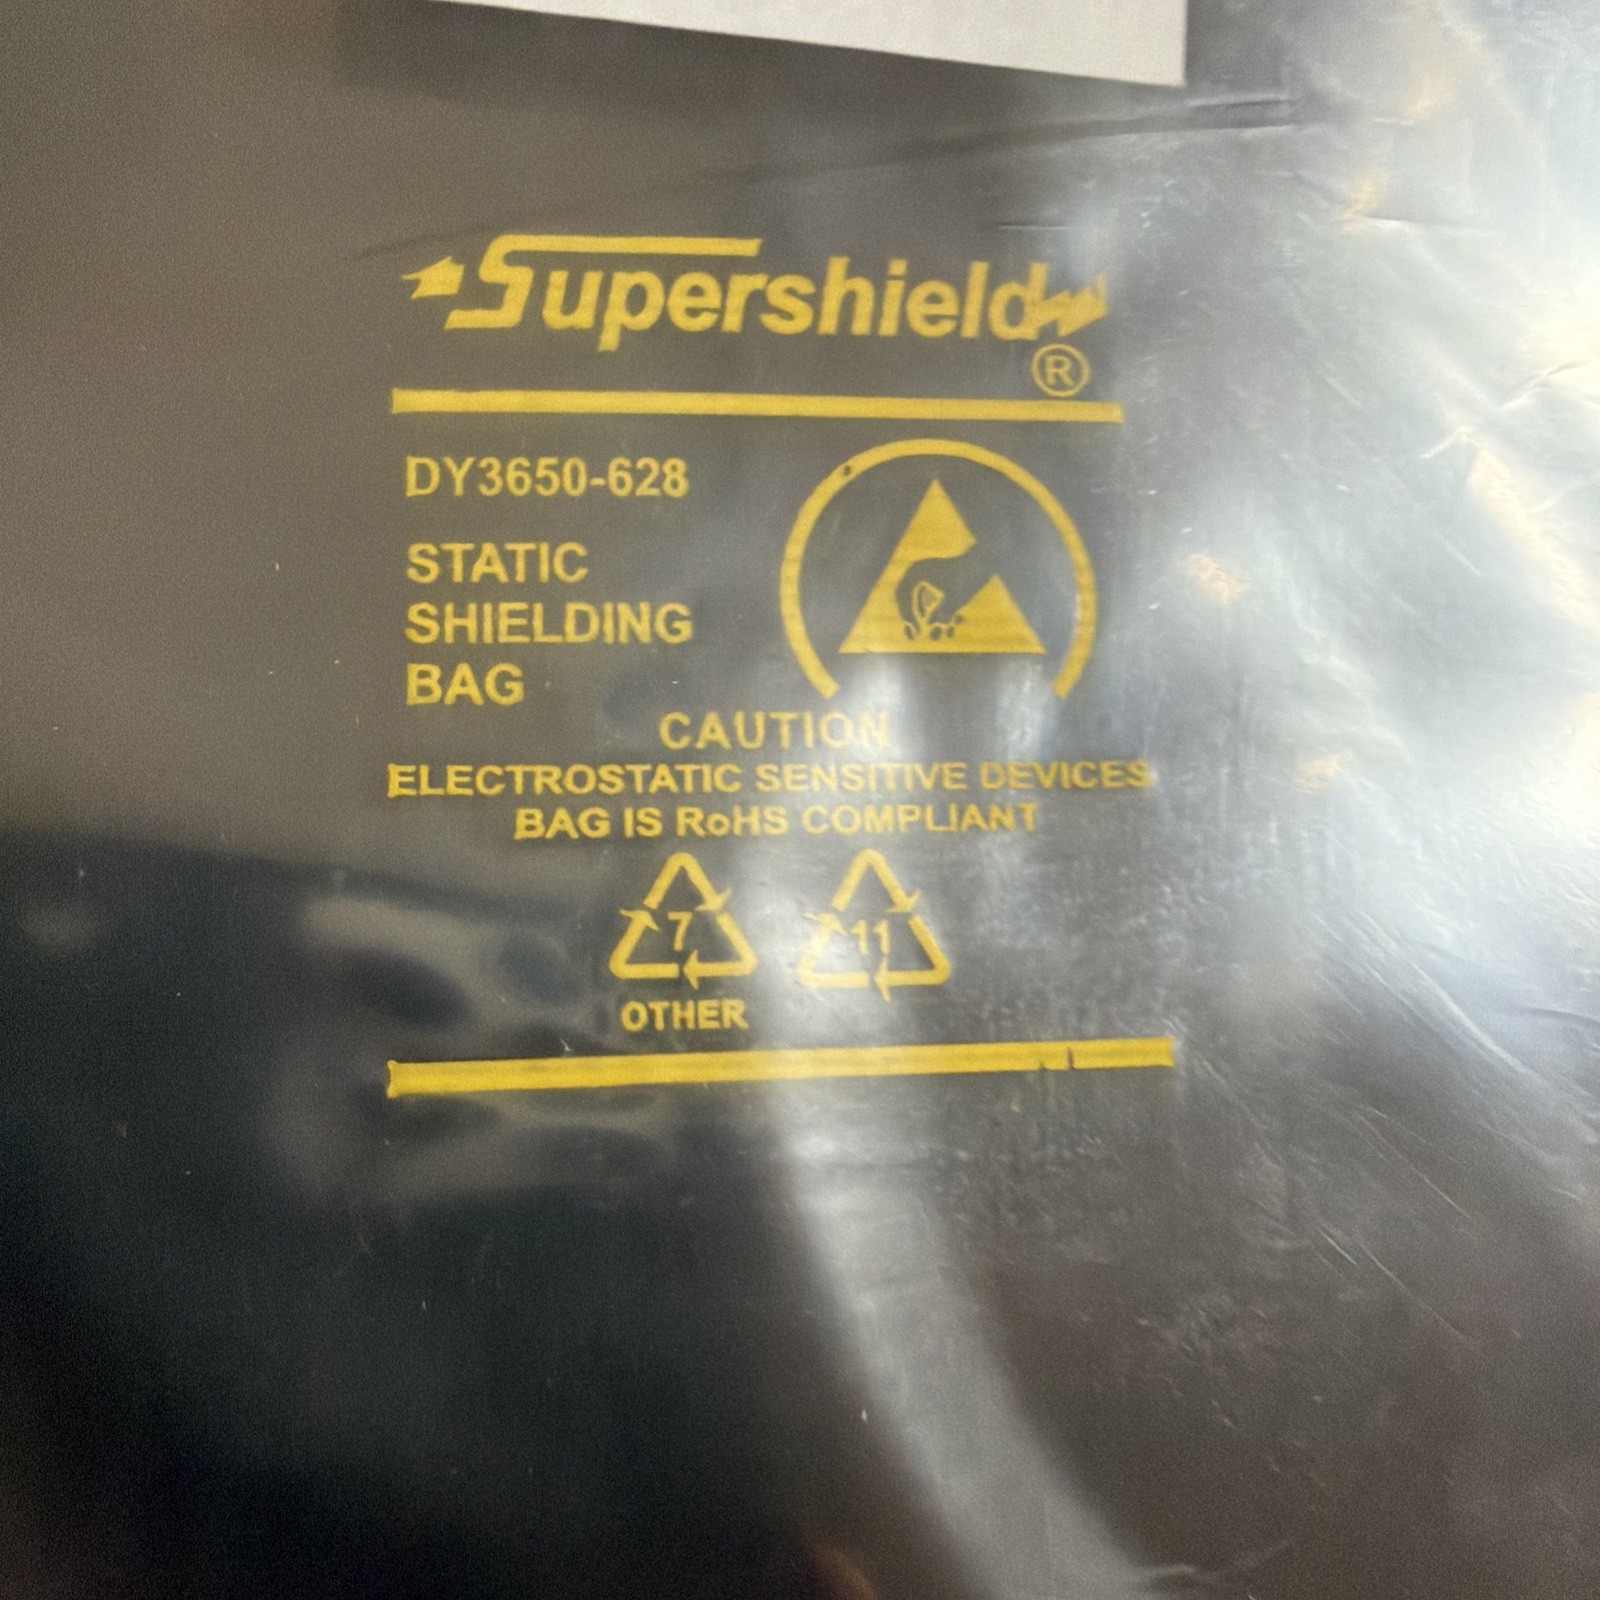 Supershield
®
DY3650-628
STATIC
SHIELDING
BAG
CAUTION
ELECTROSTATIC SENSITIVE DEVICES
BAG IS RoHS COMPLIANT
7 11
OTHER